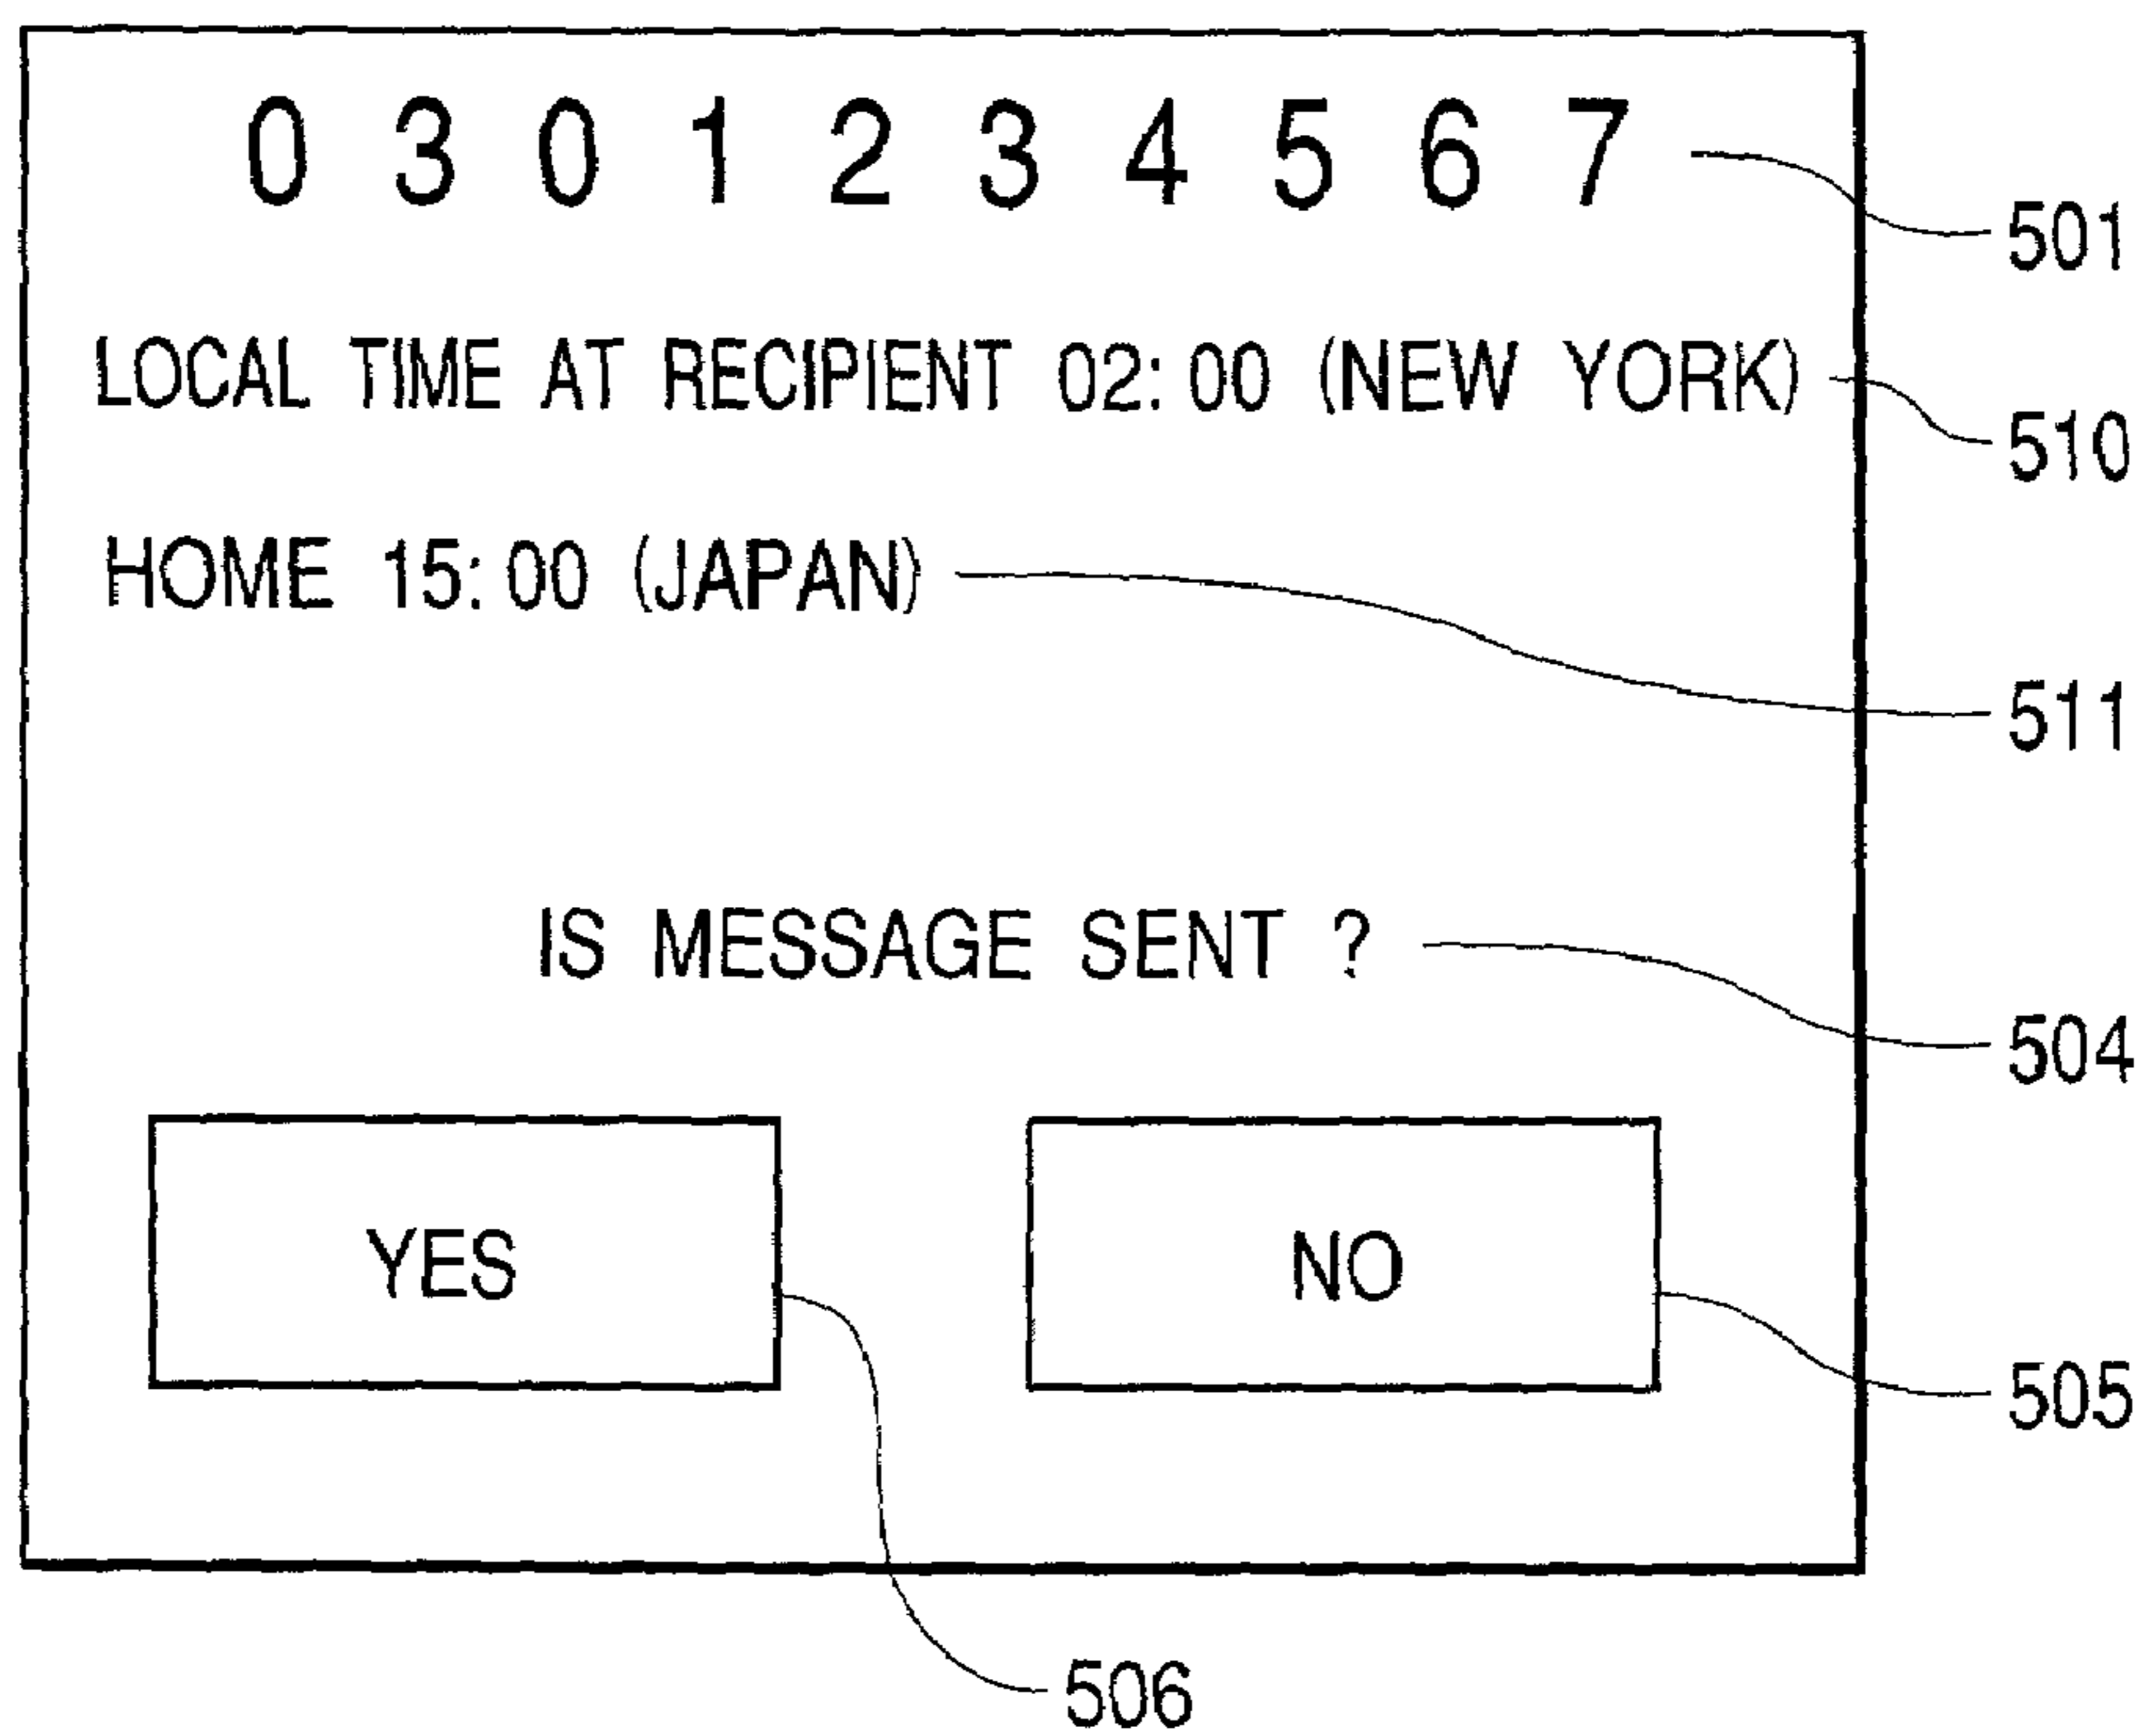 0 3 0 1 2 3 4 5 6 7
501
LOCAL TIME AT RECIPIENT 02:00 (NEW YORK)
510
HOME 15:00 (JAPAN)
511
IS MESSAGE SENT ?
504
YES
NO
505
506